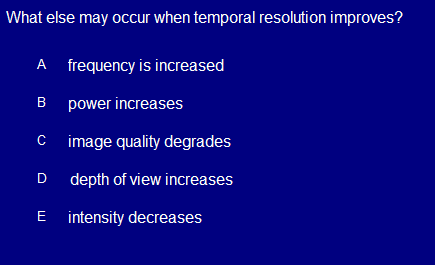 What else may occur when temporal resolution improves?
A frequency is increased
B power increases
C image quality degrades
D depth of view increases
E intensity decreases